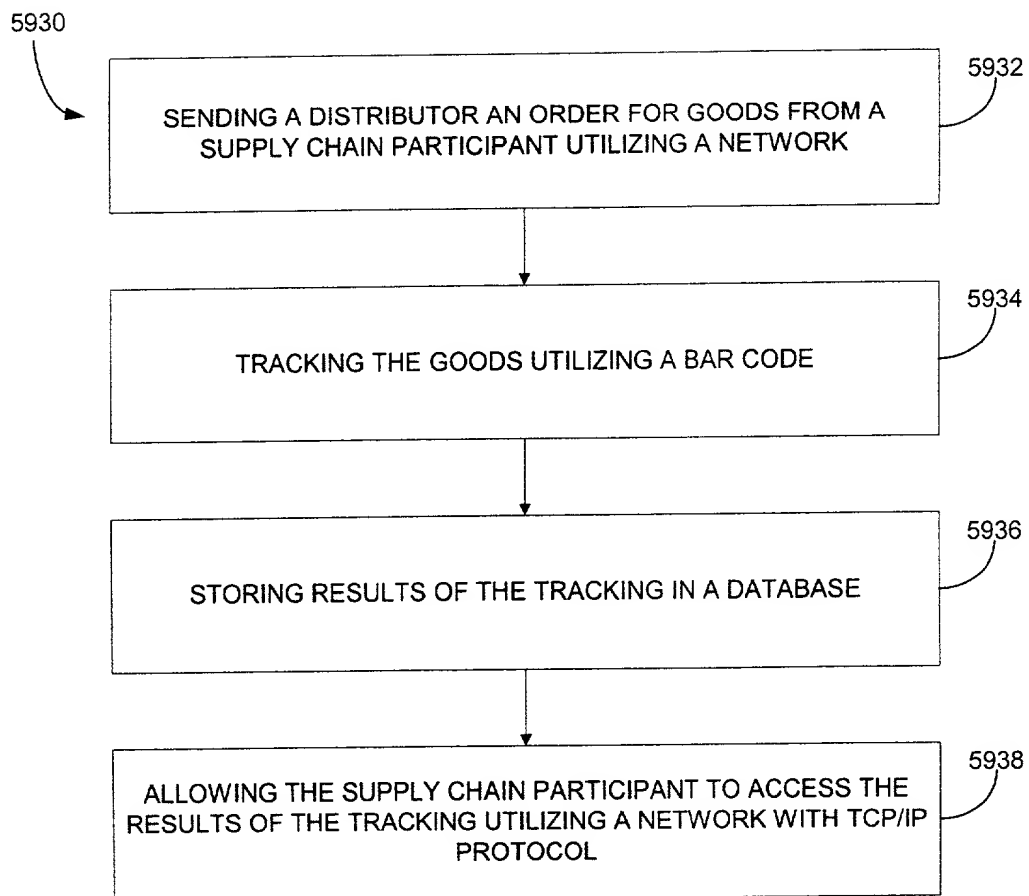 5930
5932
SENDING A DISTRIBUTOR AN ORDER FOR GOODS FROM A
SUPPLY CHAIN PARTICIPANT UTILIZING A NETWORK
5934
TRACKING THE GOODS UTILIZING A BAR CODE
5936
STORING RESULTS OF THE TRACKING IN A DATABASE
5938
ALLOWING THE SUPPLY CHAIN PARTICIPANT TO ACCESS THE
RESULTS OF THE TRACKING UTILIZING A NETWORK WITH TCP/IP
PROTOCOL